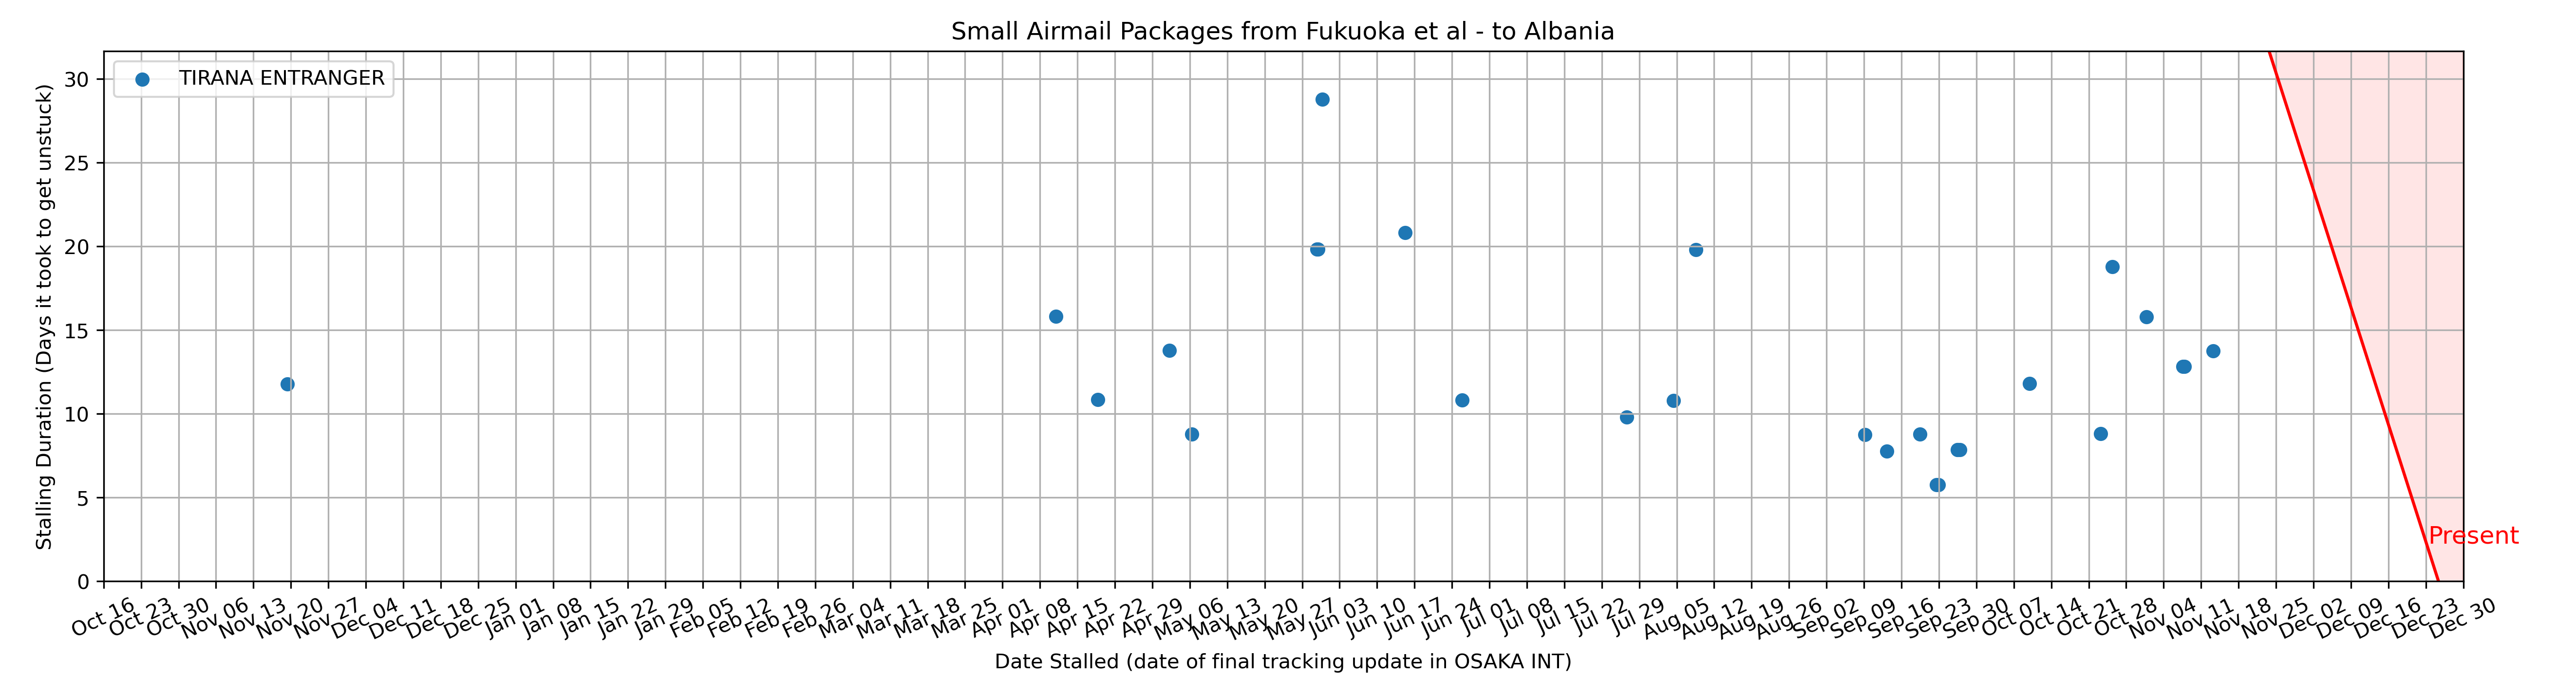 Small Airmail Packages from Fukuoka et al - to Albania
TIRANA ENTRANGER
Stalling Duration (Days it took to get unstuck)
30
25
20
15
10
5
0
Present
Oct 16
Oct 23
Oct 30
Nov 06
Nov 13
Nov 20
Nov 27
Dec 04
Dec 11
Dec 18
Dec 25
Jan 01
Jan 08
Jan 15
Jan 22
Jan 29
Feb 05
Feb 12
Feb 19
Feb 26
Mar 04
Mar 11
Mar 18
Mar 25
Apr 01
Apr 08
Apr 15
Apr 22
Apr 29
May 06
May 13
May 20
May 27
Jun 03
Jun 10
Jun 17
Jun 24
Jul 01
Jul 08
Jul 15
Jul 22
Jul 29
Aug 05
Aug 12
Aug 19
Aug 26
Sep 02
Sep 09
Sep 16
Sep 23
Sep 30
Oct 07
Oct 14
Oct 21
Oct 28
Nov 04
Nov 11
Nov 18
Nov 25
Dec 02
Dec 09
Dec 16
Dec 23
Dec 30
Date Stalled (date of final tracking update in OSAKA INT)